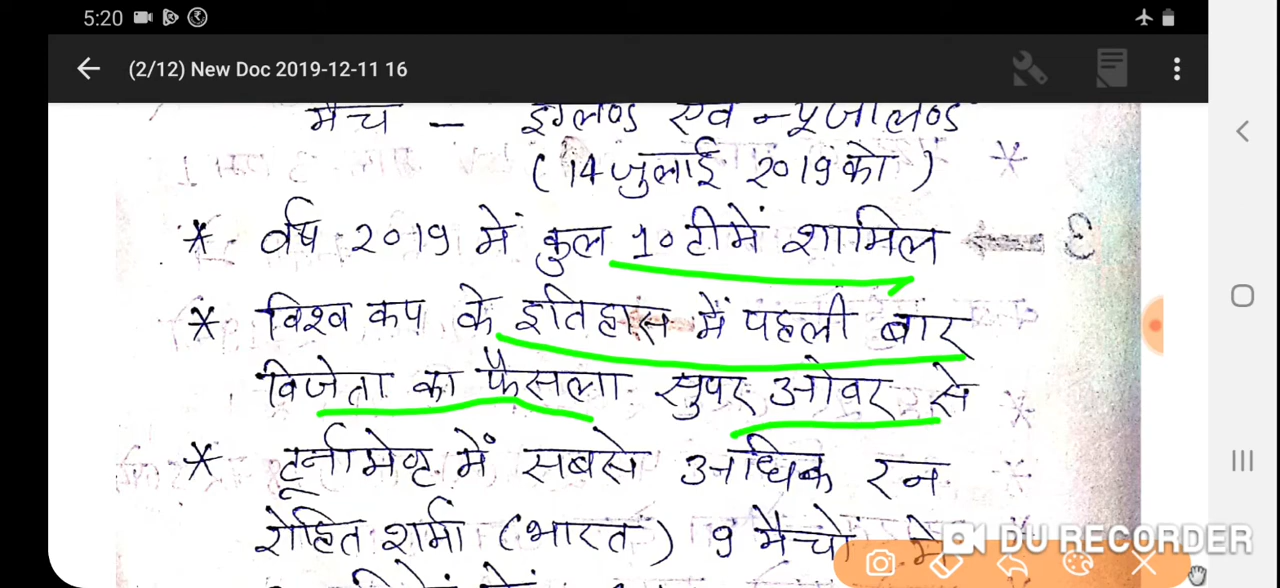 5:20
(2/12) New Doc 2019-12-11 16
मैच - इंग्लैण्ड एवं न्यूजीलैण्ड
(14 जुलाई 2019 को)
* वर्ष 2019 में कुल 10 टीमें शामिल
* विश्व कप के इतिहास में पहली बार
विजेता का फैसला सुपर ओवर से
* टूर्नामेण्ट में सबसे अधिक रन
रोहित शर्मा (भारत) 9 मैचों में
DU RECORDER